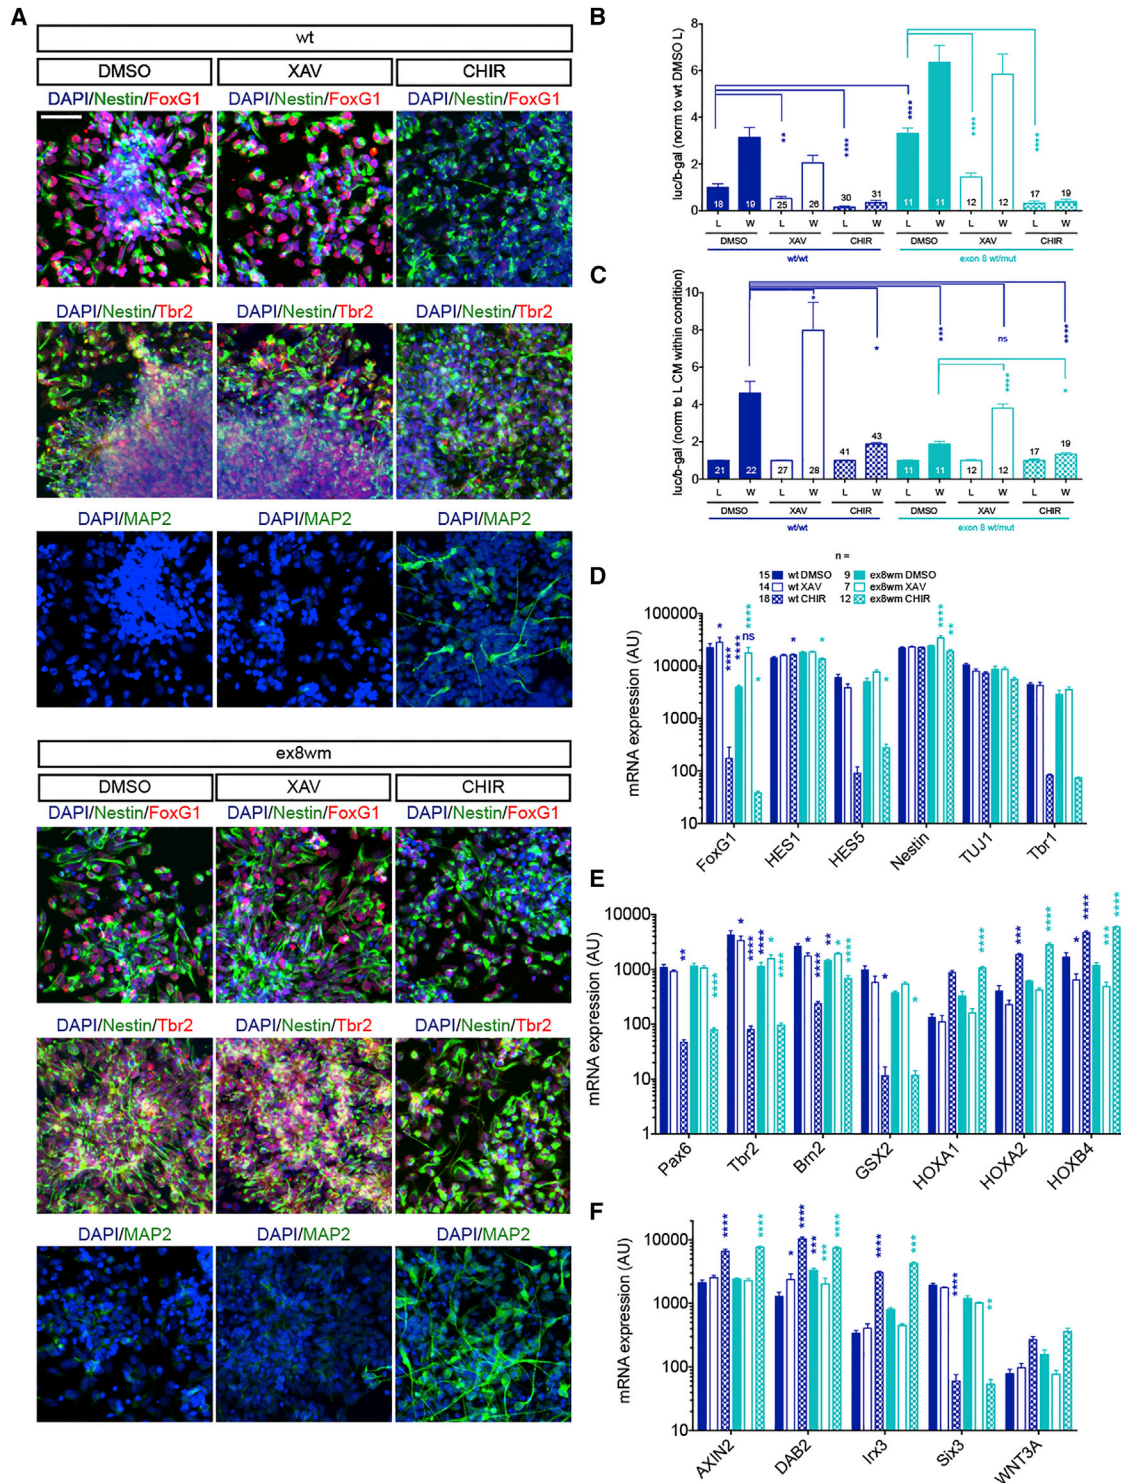 A
wt
DMSO XAV CHIR
DAPI/Nestin/FoxG1 DAPI/Nestin/FoxG1 DAPI/Nestin/FoxG1
DAPI/Nestin/Tbr2 DAPI/Nestin/Tbr2 DAPI/Nestin/Tbr2
DAPI/MAP2 DAPI/MAP2 DAPI/MAP2
ex8wm
DMSO XAV CHIR
DAPI/Nestin/FoxG1 DAPI/Nestin/FoxG1 DAPI/Nestin/FoxG1
DAPI/Nestin/Tbr2 DAPI/Nestin/Tbr2 DAPI/Nestin/Tbr2
DAPI/MAP2 DAPI/MAP2 DAPI/MAP2
B
luc/b-gal (norm to wt DMSO L)
8
6
4
2
0
**** ** **** **** ****
18 19 25 26 30 31 11 11 12 12 17 19
L W L W L W L W L W L W
DMSO XAV CHIR DMSO XAV CHIR
wt/wt exon 8 wt/mut
C
luc/b-gal (norm to L CM within condition)
10
8
6
4
2
0
* * *** ns **** **** *
21 22 27 28 41 43 11 11 12 12 17 19
L W L W L W L W L W L W
DMSO XAV CHIR DMSO XAV CHIR
wt/wt exon 8 wt/mut
D
n =
15 wt DMSO 9 ex8wm DMSO
14 wt XAV 7 ex8wm XAV
18 wt CHIR 12 ex8wm CHIR
mRNA expression (AU)
100000
10000
1000
100
10
* **** **** ns **** * * * * **** **
FoxG1 HES1 HES5 Nestin TUJ1 Tbr1
E
mRNA expression (AU)
10000
1000
100
10
1
** **** * **** **** * **** * **** ** * **** * * **** *** **** * **** *** ****
Pax6 Tbr2 Brn2 GSX2 HOXA1 HOXA2 HOXB4
F
mRNA expression (AU)
10000
1000
100
10
**** **** * **** *** *** **** **** *** **** **
AXIN2 DAB2 Irx3 Six3 WNT3A